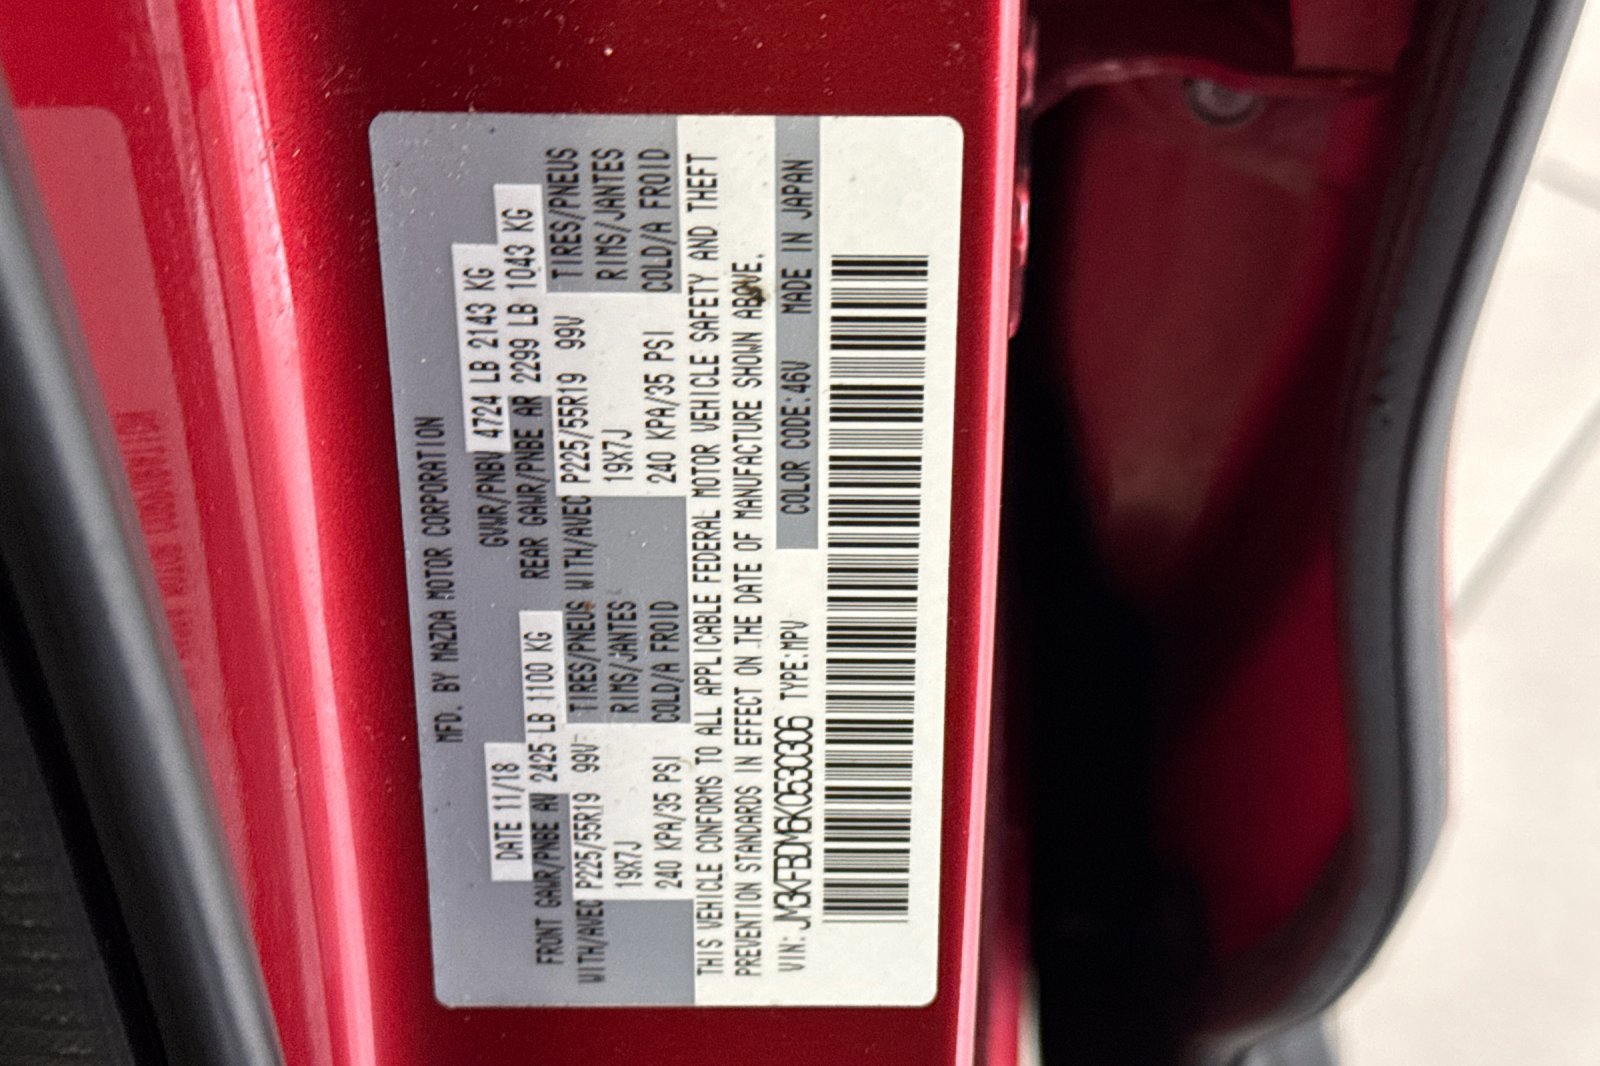 MFD. BY MAZDA MOTOR CORPORATION
DATE 11/18 GVWR/PNBV 4724 LB 2143 KG
FRONT GAWR/PNBE AV 2425 LB 1100 KG REAR GAWR/PNBE AR 2299 LB 1043 KG
WITH/AVEC P225/55R19 99V TIRES/PNEUS WITH/AVEC P225/55R19 99V TIRES/PNEUS
19X7J RIMS/JANTES 19X7J RIMS/JANTES
240 KPA/35 PSI COLD/A FROID 240 KPA/35 PSI COLD/A FROID
THIS VEHICLE CONFORMS TO ALL APPLICABLE FEDERAL MOTOR VEHICLE SAFETY AND THEFT
PREVENTION STANDARDS IN EFFECT ON THE DATE OF MANUFACTURE SHOWN ABOVE.
VIN: JM3KFBDM6K0530306 TYPE:MPV COLOR CODE:46V MADE IN JAPAN